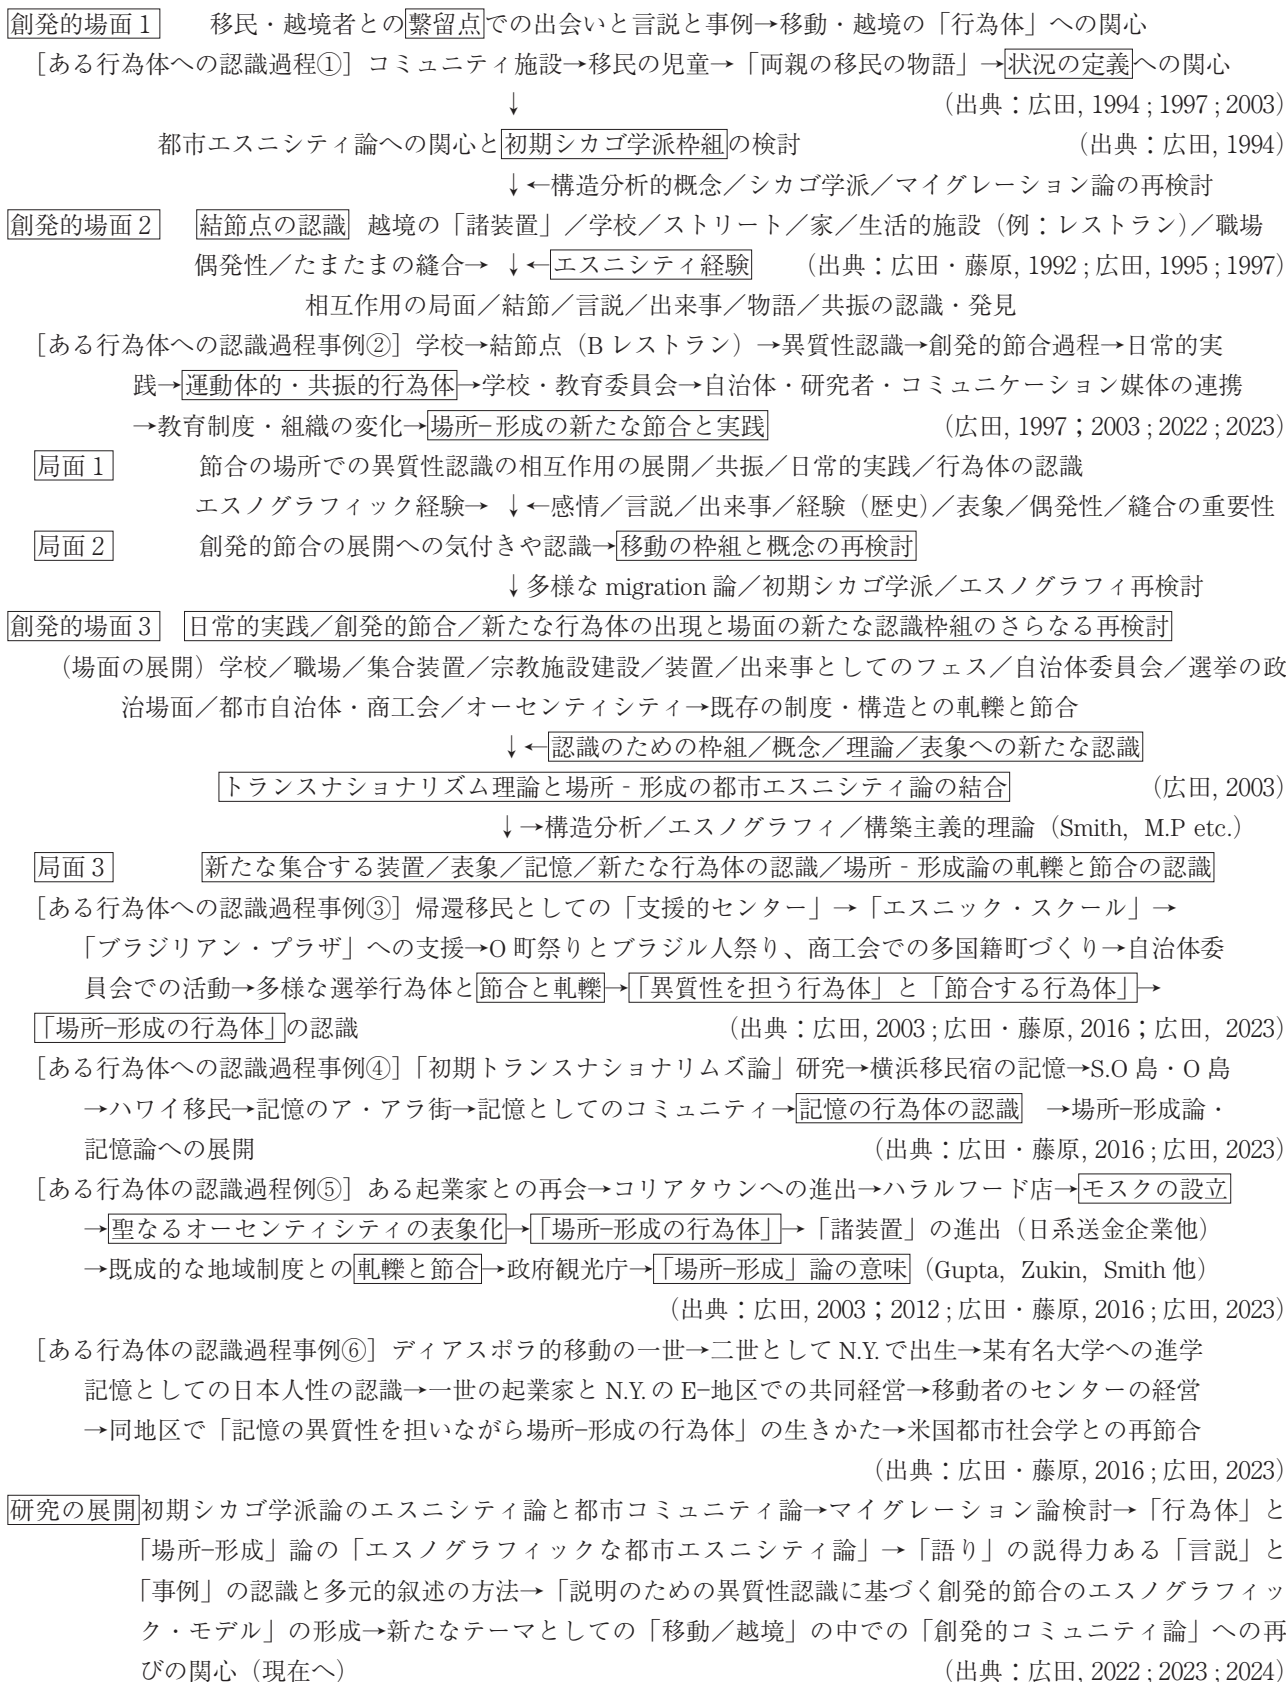 創発的場面1 移民・越境者との繋留点での出会いと言説と事例→移動・越境の「行為体」への関心
［ある行為体への認識過程①］コミュニティ施設→移民の児童→「両親の移民の物語」→状況の定義への関心
↓ （出典：広田, 1994 ; 1997 ; 2003）
都市エスニシティ論への関心と初期シカゴ学派枠組の検討 （出典：広田, 1994）
↓←構造分析的概念／シカゴ学派／マイグレーション論の再検討
創発的場面2 結節点の認識 越境の「諸装置」／学校／ストリート／家／生活的施設（例：レストラン）／職場
偶発性／たまたまの縫合→ ↓←エスニシティ経験 （出典：広田・藤原, 1992 ; 広田, 1995 ; 1997）
相互作用の局面／結節／言説／出来事／物語／共振の認識・発見
［ある行為体への認識過程事例②］学校→結節点（B レストラン）→異質性認識→創発的節合過程→日常的実
践→運動体的・共振的行為体→学校・教育委員会→自治体・研究者・コミュニケーション媒体の連携
→教育制度・組織の変化→場所−形成の新たな節合と実践 （広田, 1997；2003 ; 2022 ; 2023）
局面1 節合の場所での異質性認識の相互作用の展開／共振／日常的実践／行為体の認識
エスノグラフィック経験→ ↓←感情／言説／出来事／経験（歴史）／表象／偶発性／縫合の重要性
局面2 創発的節合の展開への気付きや認識→移動の枠組と概念の再検討
↓多様な migration 論／初期シカゴ学派／エスノグラフィ再検討
創発的場面3 日常的実践／創発的節合／新たな行為体の出現と場面の新たな認識枠組のさらなる再検討
（場面の展開）学校／職場／集合装置／宗教施設建設／装置／出来事としてのフェス／自治体委員会／選挙の政
治場面／都市自治体・商工会／オーセンティシティ→既存の制度・構造との軋轢と節合
↓←認識のための枠組／概念／理論／表象への新たな認識
トランスナショナリズム理論と場所‐形成の都市エスニシティ論の結合 （広田, 2003）
↓→構造分析／エスノグラフィ／構築主義的理論（Smith, M.P etc.）
局面3 新たな集合する装置／表象／記憶／新たな行為体の認識／場所‐形成論の軋轢と節合の認識
［ある行為体への認識過程事例③］帰還移民としての「支援的センター」→「エスニック・スクール」→
「ブラジリアン・プラザ」への支援→O 町祭りとブラジル人祭り、商工会での多国籍町づくり→自治体委
員会での活動→多様な選挙行為体と節合と軋轢→「異質性を担う行為体」と「節合する行為体」→
「場所−形成の行為体」の認識 （出典：広田, 2003 ; 広田・藤原, 2016；広田, 2023）
［ある行為体への認識過程事例④］「初期トランスナショナリムズ論」研究→横浜移民宿の記憶→S.O 島・O 島
→ハワイ移民→記憶のア・アラ街→記憶としてのコミュニティ→記憶の行為体の認識 →場所−形成論・
記憶論への展開 （出典：広田・藤原, 2016 ; 広田, 2023）
［ある行為体の認識過程例⑤］ある起業家との再会→コリアタウンへの進出→ハラルフード店→モスクの設立
→聖なるオーセンティシティの表象化→「場所−形成の行為体」→「諸装置」の進出（日系送金企業他）
→既成的な地域制度との軋轢と節合→政府観光庁→「場所−形成」論の意味（Gupta, Zukin, Smith 他）
（出典：広田, 2003；2012 ; 広田・藤原, 2016 ; 広田, 2023）
［ある行為体の認識過程事例⑥］ディアスポラ的移動の一世→二世として N.Y. で出生→某有名大学への進学
記憶としての日本人性の認識→一世の起業家と N.Y. の E−地区での共同経営→移動者のセンターの経営
→同地区で「記憶の異質性を担いながら場所−形成の行為体」の生きかた→米国都市社会学との再節合
（出典：広田・藤原, 2016 ; 広田, 2023）
研究の展開 初期シカゴ学派論のエスニシティ論と都市コミュニティ論→マイグレーション論検討→「行為体」と
「場所−形成」論の「エスノグラフィックな都市エスニシティ論」→「語り」の説得力ある「言説」と
「事例」の認識と多元的叙述の方法→「説明のための異質性認識に基づく創発的節合のエスノグラフィッ
ク・モデル」の形成→新たなテーマとしての「移動／越境」の中での「創発的コミュニティ論」への再
びの関心（現在へ） （出典：広田, 2022 ; 2023 ; 2024）